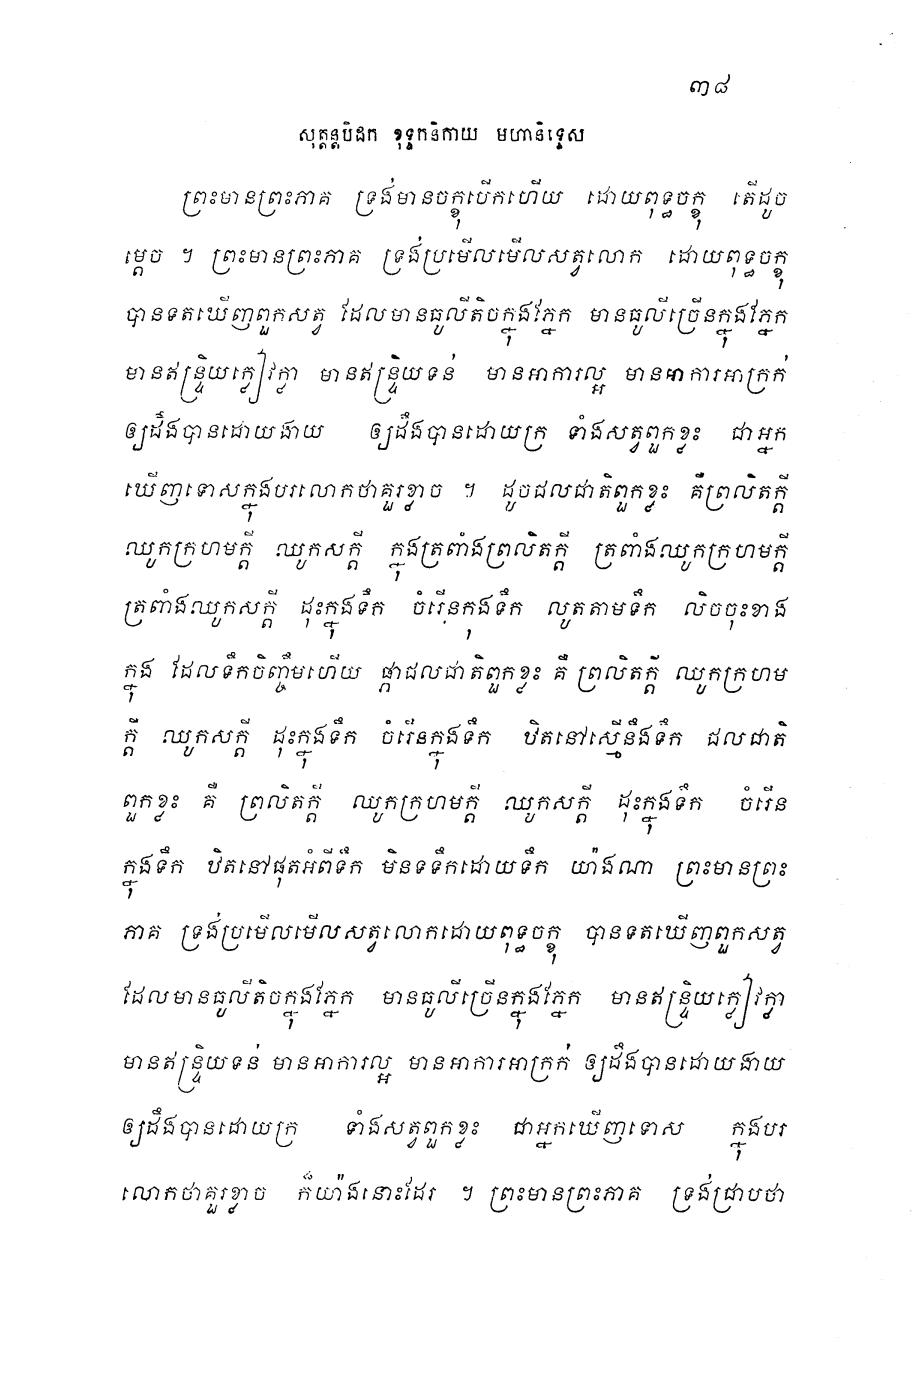 ៣៨
សុត្តន្តបិដក ខុទ្ទកនិកាយ មហានិទ្ទេស
ព្រះមានព្រះភាគ ទ្រង់មានចក្ខុបើកហើយ ដោយពុទ្ធចក្ខុ តើដូច
ម្តេច ។ ព្រះមានព្រះភាគ ទ្រង់ប្រមើលមើលសត្វលោក ដោយពុទ្ធចក្ខុ
បានទតឃើញពួកសត្វ ដែលមានធូលីតិចក្នុងភ្នែក មានធូលីច្រើនក្នុងភ្នែក
មានឥន្ទ្រិយក្លៀវក្លា មានឥន្ទ្រិយទន់ មានអាការល្អ មានអាការអាក្រក់
ឲ្យដឹងបានដោយងាយ ឲ្យដឹងបានដោយក្រ ទាំងសត្វពួកខ្លះ ជាអ្នក
ឃើញទោសក្នុងបរលោកថាគួរខ្លាច ។ ដូចជលជាតិពួកខ្លះ គឺព្រលិតក្តី
ឈូកក្រហមក្តី ឈូកសក្តី ក្នុងត្រពាំងព្រលិតក្តី ត្រពាំងឈូកក្រហមក្តី
ត្រពាំងឈូកសក្តី ដុះក្នុងទឹក ចំរើនក្នុងទឹក លូតតាមទឹក លិចចុះខាង
ក្នុង ដែលទឹកចិញ្ចឹមហើយ ផ្កាជលជាតិពួកខ្លះ គឺ ព្រលិតក្តី ឈូកក្រហម
ក្តី ឈូកសក្តី ដុះក្នុងទឹក ចំរើនក្នុងទឹក ឋិតនៅស្មើនឹងទឹក ជលជាតិ
ពួកខ្លះ គឺ ព្រលិតក្តី ឈូកក្រហមក្តី ឈូកសក្តី ដុះក្នុងទឹក ចំរើន
ក្នុងទឹក ឋិតនៅផុតអំពីទឹក មិនទទឹកដោយទឹក យ៉ាងណា ព្រះមានព្រះ
ភាគ ទ្រង់ប្រមើលមើលសត្វលោកដោយពុទ្ធចក្ខុ បានទតឃើញពួកសត្វ
ដែលមានធូលីតិចក្នុងភ្នែក មានធូលីច្រើនក្នុងភ្នែក មានឥន្ទ្រិយក្លៀវក្លា
មានឥន្ទ្រិយទន់ មានអាការល្អ មានអាការអាក្រក់ ឲ្យដឹងបានដោយងាយ
ឲ្យដឹងបានដោយក្រ ទាំងសត្វពួកខ្លះ ជាអ្នកឃើញទោស ក្នុងបរ
លោកថាគួរខ្លាច ក៏យ៉ាងនោះដែរ ។ ព្រះមានព្រះភាគ ទ្រង់ជ្រាបថា